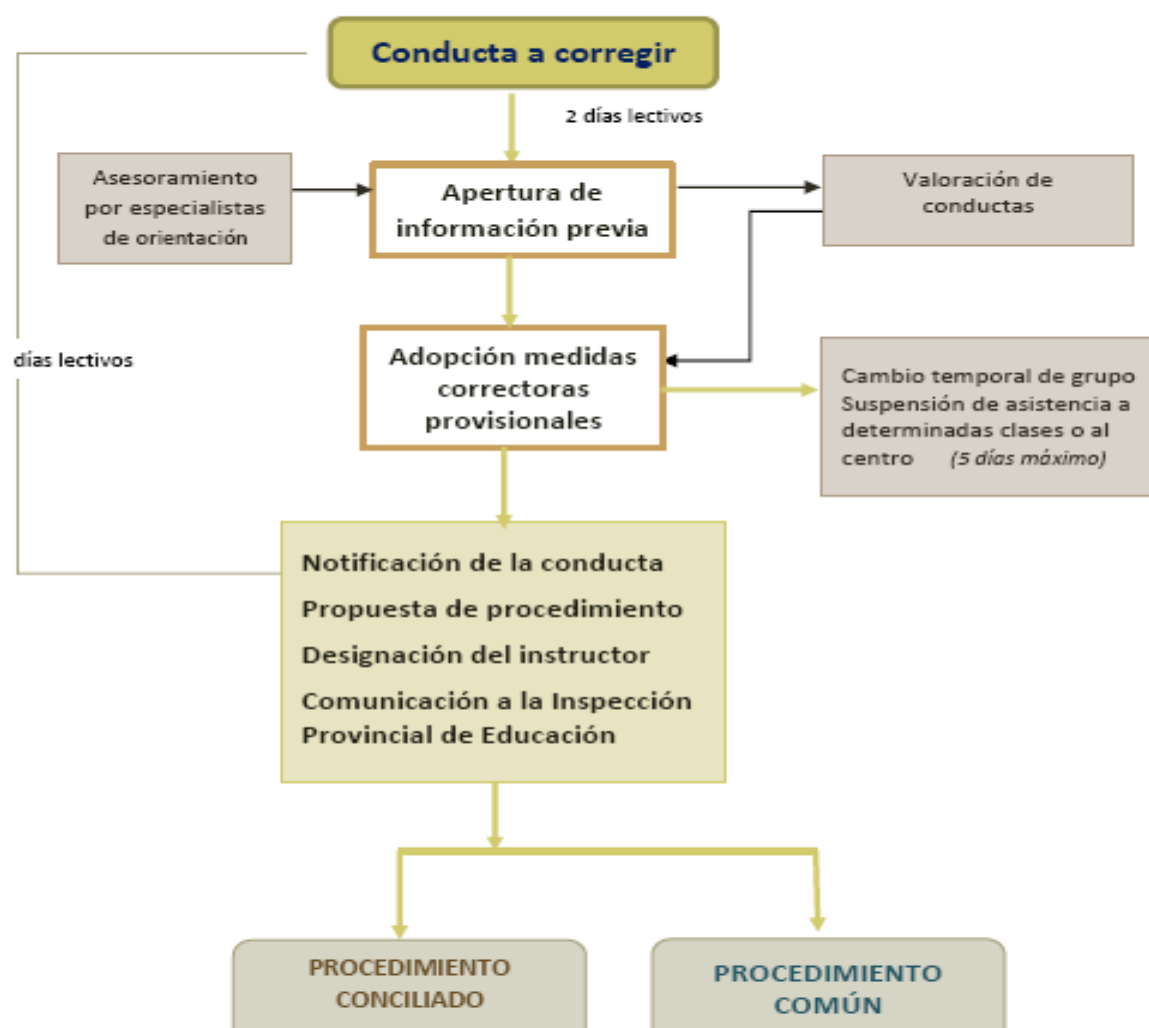 Conducta a corregir
2 días lectivos
Asesoramiento
por especialistas
de orientación
Apertura de
información previa
Valoración de
conductas
días lectivos
Adopción medidas
correctoras
provisionales
Cambio temporal de grupo
Suspensión de asistencia a
determinadas clases o al
centro (5 días máximo)
Notificación de la conducta
Propuesta de procedimiento
Designación del instructor
Comunicación a la Inspección
Provincial de Educación
PROCEDIMIENTO
CONCILIADO
PROCEDIMIENTO
COMÚN